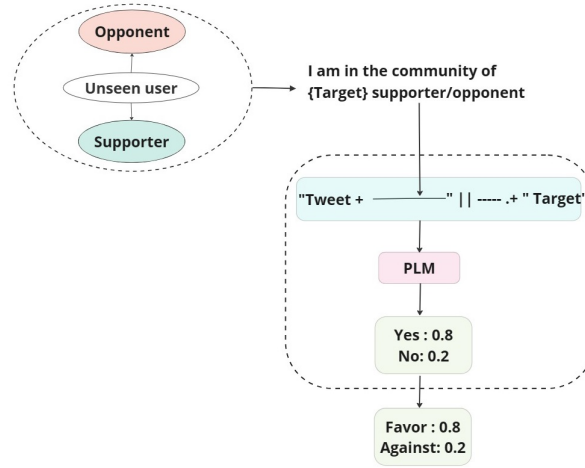 Opponent
Unseen user
Supporter
I am in the community of
{Target} supporter/opponent
"Tweet + ________" || ----- .+ " Target"
PLM
Yes : 0.8
No: 0.2
Favor : 0.8
Against: 0.2